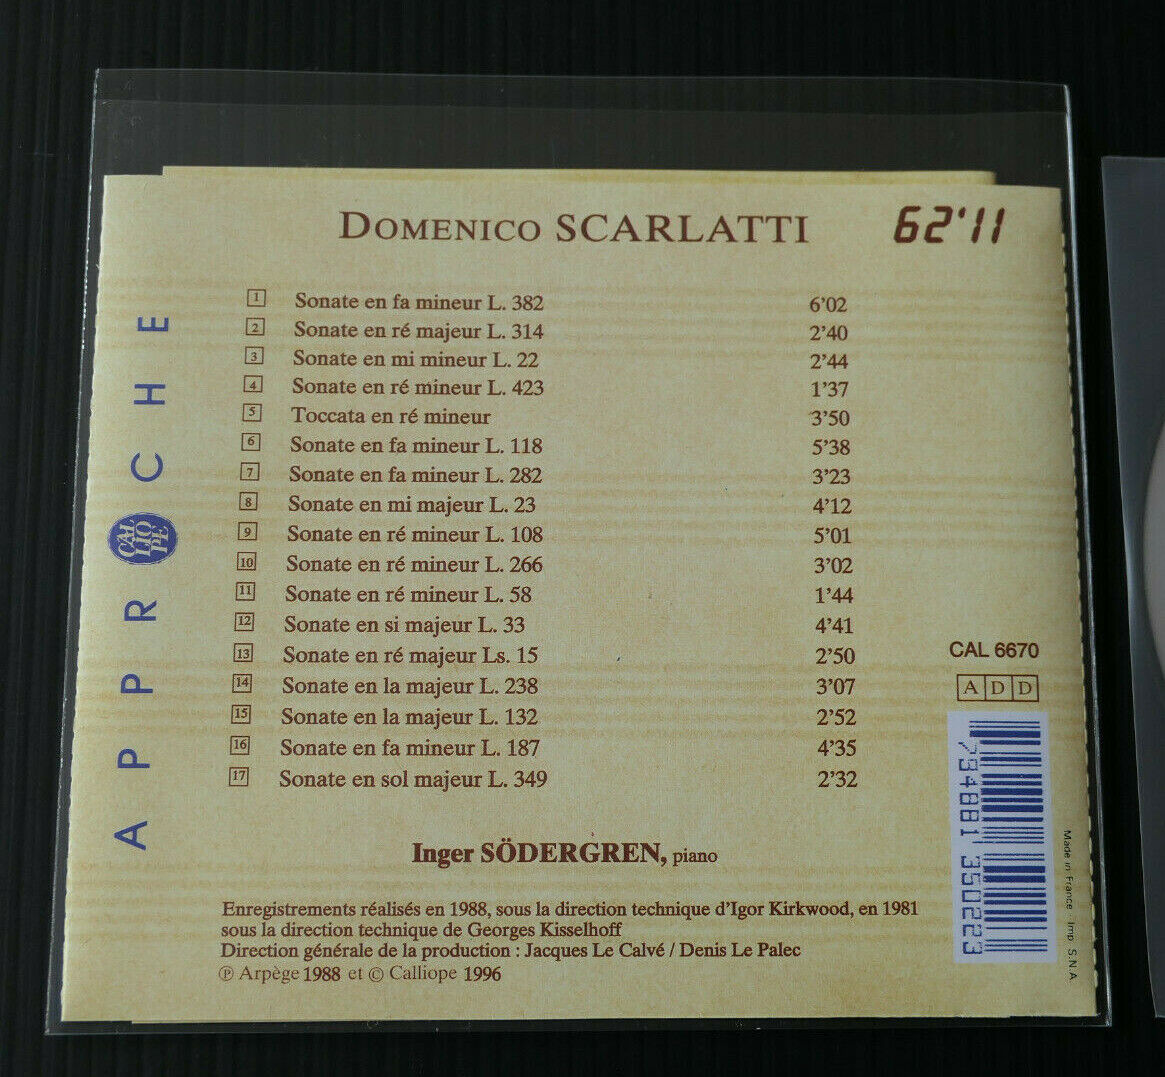 DOMENICO SCARLATTI 62'11
1 Sonate en fa mineur L. 382 6'02
2 Sonate en ré majeur L. 314 2'40
3 Sonate en mi mineur L. 22 2'44
4 Sonate en ré mineur L. 423 1'37
5 Toccata en ré mineur 3'50
6 Sonate en fa mineur L. 118 5'38
7 Sonate en fa mineur L. 282 3'23
8 Sonate en mi majeur L. 23 4'12
9 Sonate en ré mineur L. 108 5'01
10 Sonate en ré mineur L. 266 3'02
11 Sonate en ré mineur L. 58 1'44
12 Sonate en si majeur L. 33 4'41
13 Sonate en ré majeur Ls. 15 2'50
14 Sonate en la majeur L. 238 3'07
15 Sonate en la majeur L. 132 2'52
16 Sonate en fa mineur L. 187 4'35
17 Sonate en sol majeur L. 349 2'32
Inger SÖDERGREN, piano
Enregistrements réalisés en 1988, sous la direction technique d'Igor Kirkwood, en 1981
sous la direction technique de Georges Kisselhoff
Direction générale de la production : Jacques Le Calvé / Denis Le Palec
℗ Arpège 1988 et © Calliope 1996
APPR CHE
CAL
LIO
PE
CAL 6670
A D D
794881 350223
Made in France · Imp. S.N.A.